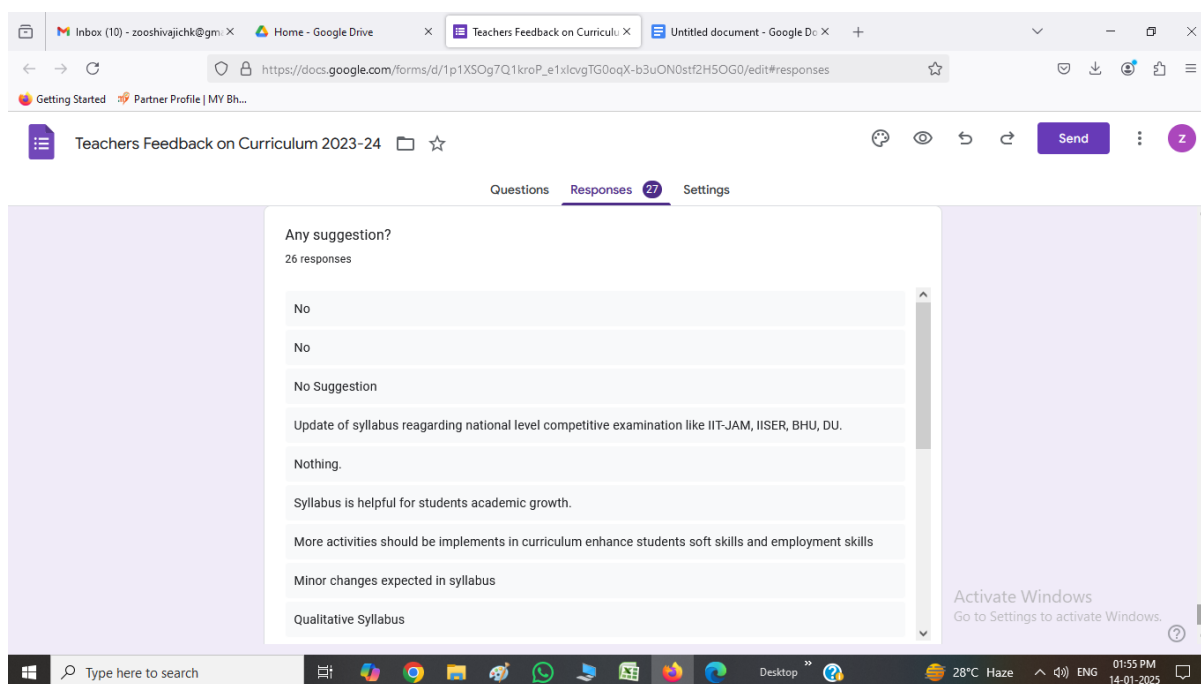 Inbox (10) - zooshivajichk@gm
Home - Google Drive
Teachers Feedback on Curriculu
Untitled document - Google Do
https://docs.google.com/forms/d/1p1XSOg7Q1kroP_e1xlcvgTG0oqX-b3uON0stf2H5OG0/edit#responses
Getting Started
Partner Profile | MY Bh...
Teachers Feedback on Curriculum 2023-24
Send
Z
Questions
Responses 27
Settings
Any suggestion?
26 responses
No
No
No Suggestion
Update of syllabus reagarding national level competitive examination like IIT-JAM, IISER, BHU, DU.
Nothing.
Syllabus is helpful for students academic growth.
More activities should be implements in curriculum enhance students soft skills and employment skills
Minor changes expected in syllabus
Qualitative Syllabus
Activate Windows
Go to Settings to activate Windows.
Type here to search
Desktop
28°C Haze
ENG
01:55 PM
14-01-2025